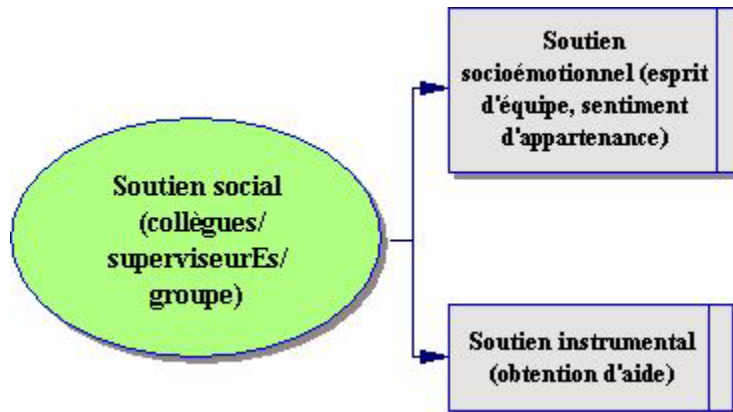 Soutien social
(collègues/
superviseurEs/
groupe)
Soutien
socioémotionnel (esprit
d'équipe, sentiment
d'appartenance)
Soutien instrumental
(obtention d'aide)